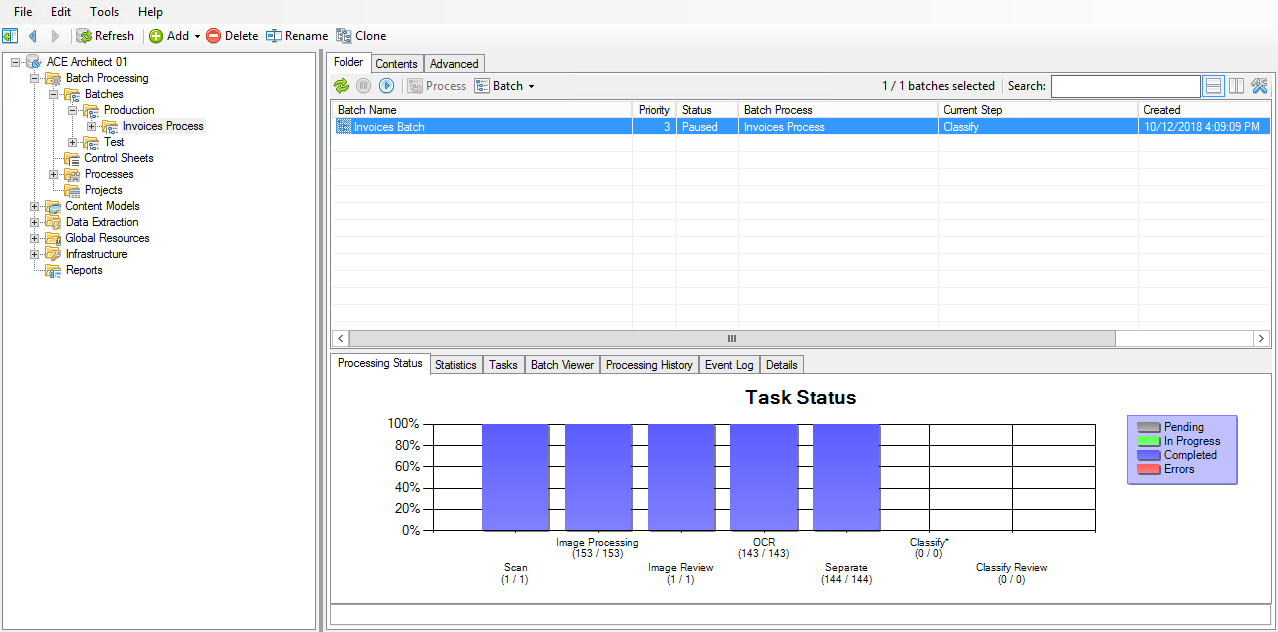 File Edit Tools Help
Refresh Add Delete Rename Clone
ACE Architect 01
Batch Processing
Batches
Production
Invoices Process
Test
Control Sheets
Processes
Projects
Content Models
Data Extraction
Global Resources
Infrastructure
Reports
Folder Contents Advanced
Process Batch 1 / 1 batches selected Search:
Batch Name Priority Status Batch Process Current Step Created
Invoices Batch 3 Paused Invoices Process Classify 10/12/2018 4:09:09 PM
Processing Status Statistics Tasks Batch Viewer Processing History Event Log Details
Task Status
100%
80%
60%
40%
20%
0%
Image Processing OCR Classify*
(153 / 153) (143 / 143) (0 / 0)
Scan Image Review Separate Classify Review
(1 / 1) (1 / 1) (144 / 144) (0 / 0)
Pending
In Progress
Completed
Errors